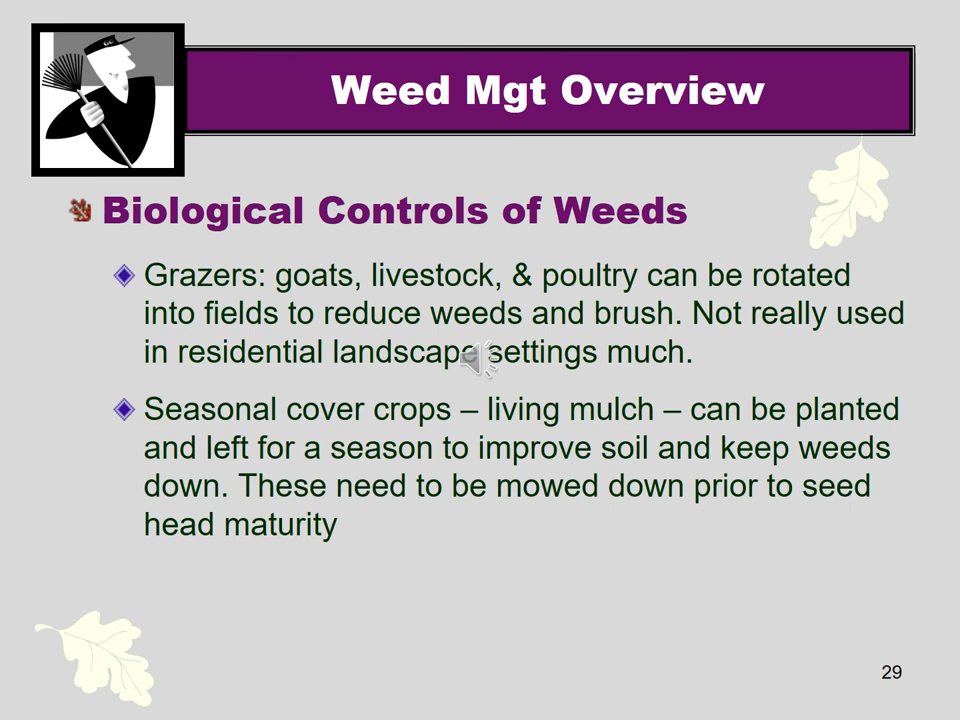 Weed Mgt Overview
Biological Controls of Weeds
Grazers: goats, livestock, & poultry can be rotated
into fields to reduce weeds and brush. Not really used
in residential landscape settings much.
Seasonal cover crops – living mulch – can be planted
and left for a season to improve soil and keep weeds
down. These need to be mowed down prior to seed
head maturity
29